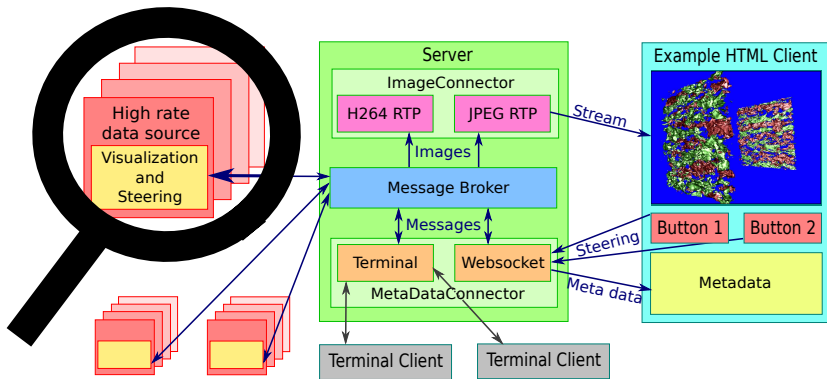 High rate
data source
Visualization
and
Steering
Server
ImageConnector
H264 RTP
JPEG RTP
Images
Message Broker
Messages
Terminal
Websocket
MetaDataConnector
Terminal Client
Terminal Client
Stream
Steering
Meta data
Example HTML Client
Button 1
Button 2
Metadata